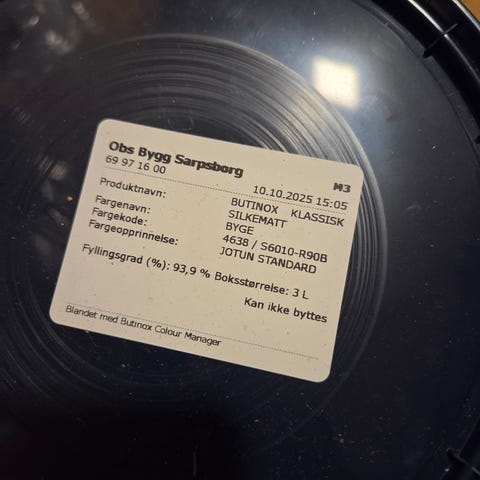 Obs Bygg Sarpsborg M3
69 97 16 00 10.10.2025 15:05
Produktnavn: BUTINOX KLASSISK
SILKEMATT
Fargenavn: BYGE
Fargekode: 4638 / S6010-R90B
Fargeopprinnelse: JOTUN STANDARD
Fyllingsgrad (%): 93,9 % Boksstørrelse: 3 L
Kan ikke byttes
Blandet med Butinox Colour Manager